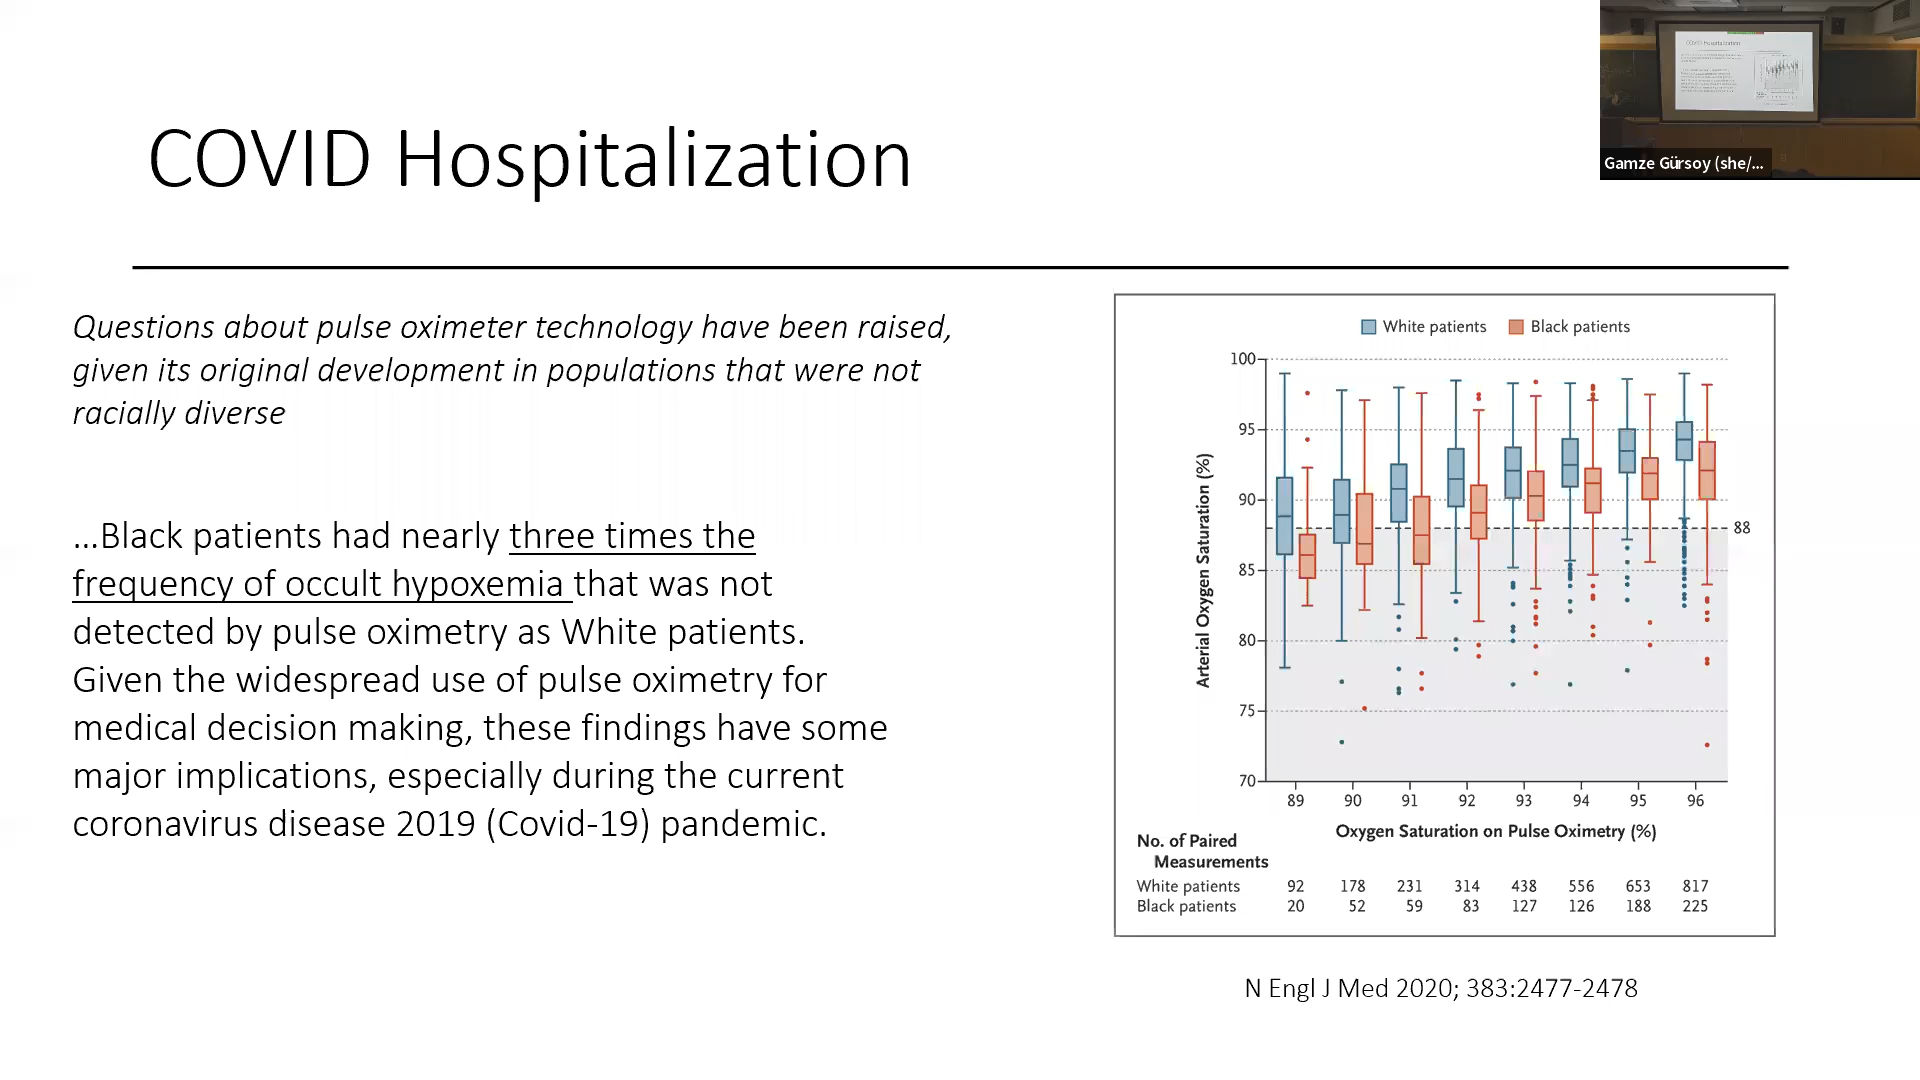 COVID Hospitalization
Gamze Gürsoy (she/...
Questions about pulse oximeter technology have been raised,
given its original development in populations that were not
racially diverse
...Black patients had nearly three times the
frequency of occult hypoxemia that was not
detected by pulse oximetry as White patients.
Given the widespread use of pulse oximetry for
medical decision making, these findings have some
major implications, especially during the current
coronavirus disease 2019 (Covid-19) pandemic.
White patients Black patients
Arterial Oxygen Saturation (%)
100
95
90
88
85
80
75
70
89 90 91 92 93 94 95 96
Oxygen Saturation on Pulse Oximetry (%)
No. of Paired
Measurements
White patients 92 178 231 314 438 556 653 817
Black patients 20 52 59 83 127 126 188 225
N Engl J Med 2020; 383:2477-2478